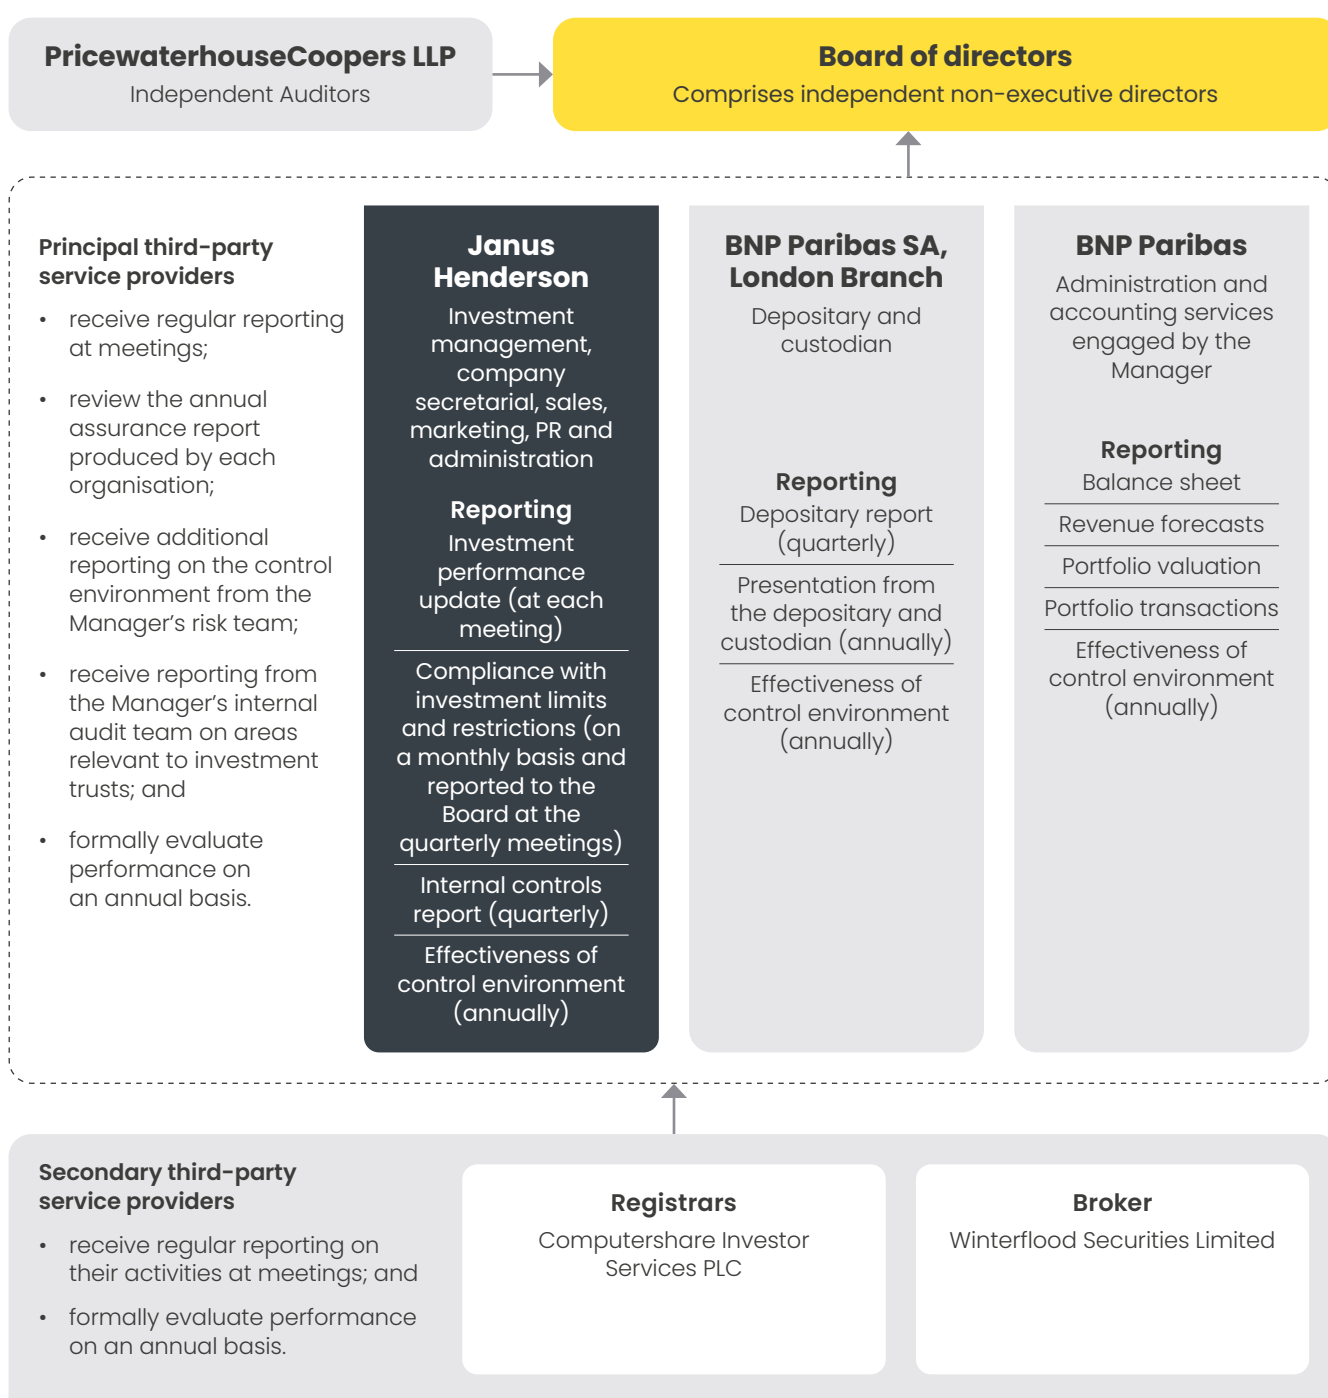 PricewaterhouseCoopers LLP
Independent Auditors
Board of directors
Comprises independent non-executive directors
Principal third-party
service providers
• receive regular reporting
at meetings;
• review the annual
assurance report
produced by each
organisation;
• receive additional
reporting on the control
environment from the
Manager’s risk team;
• receive reporting from
the Manager’s internal
audit team on areas
relevant to investment
trusts; and
• formally evaluate
performance on
an annual basis.
Janus
Henderson
Investment
management,
company
secretarial, sales,
marketing, PR and
administration
Reporting
Investment
performance
update (at each
meeting)
Compliance with
investment limits
and restrictions (on
a monthly basis and
reported to the
Board at the
quarterly meetings)
Internal controls
report (quarterly)
Effectiveness of
control environment
(annually)
BNP Paribas SA,
London Branch
Depositary and
custodian
Reporting
Depositary report
(quarterly)
Presentation from
the depositary and
custodian (annually)
Effectiveness of
control environment
(annually)
BNP Paribas
Administration and
accounting services
engaged by the
Manager
Reporting
Balance sheet
Revenue forecasts
Portfolio valuation
Portfolio transactions
Effectiveness of
control environment
(annually)
Secondary third-party
service providers
• receive regular reporting on
their activities at meetings; and
• formally evaluate performance
on an annual basis.
Registrars
Computershare Investor
Services PLC
Broker
Winterflood Securities Limited